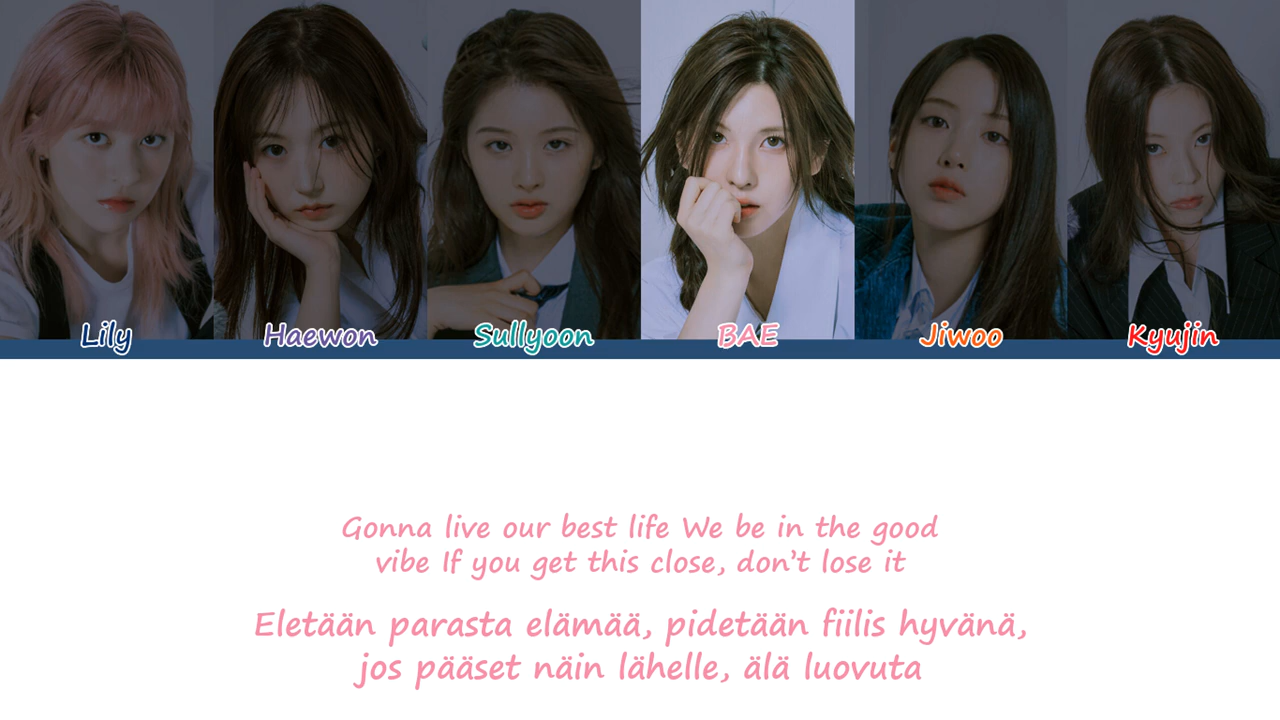 Lily Haewon Sullyoon BAE Jiwoo Kyujin
Gonna live our best life We be in the good
vibe If you get this close, don’t lose it
Eletään parasta elämää, pidetään fiilis hyvänä,
jos pääset näin lähelle, älä luovuta